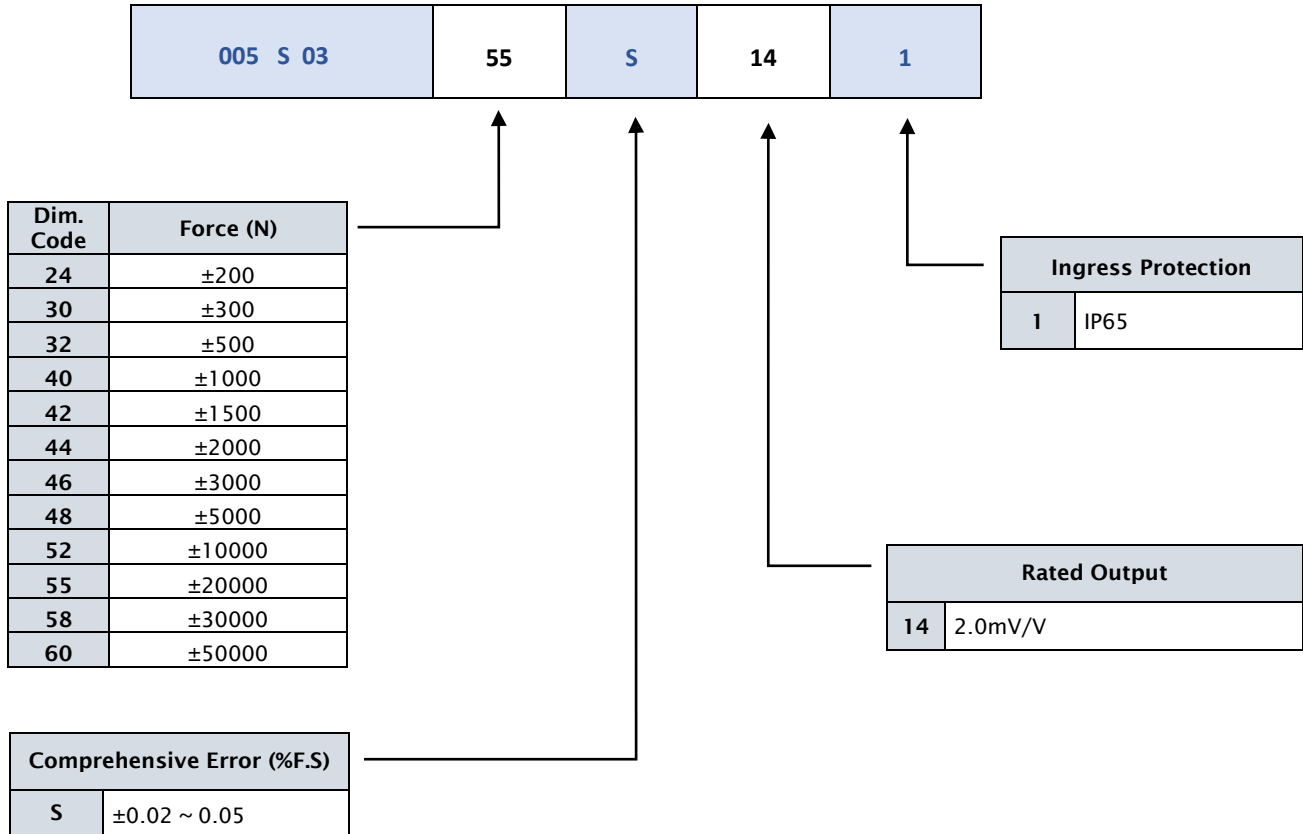 005 S 03 55 S 14 1
Dim. Code Force (N)
24 ±200
30 ±300
32 ±500
40 ±1000
42 ±1500
44 ±2000
46 ±3000
48 ±5000
52 ±10000
55 ±20000
58 ±30000
60 ±50000
Ingress Protection
1 IP65
Rated Output
14 2.0mV/V
Comprehensive Error (%F.S)
S ±0.02 ~ 0.05